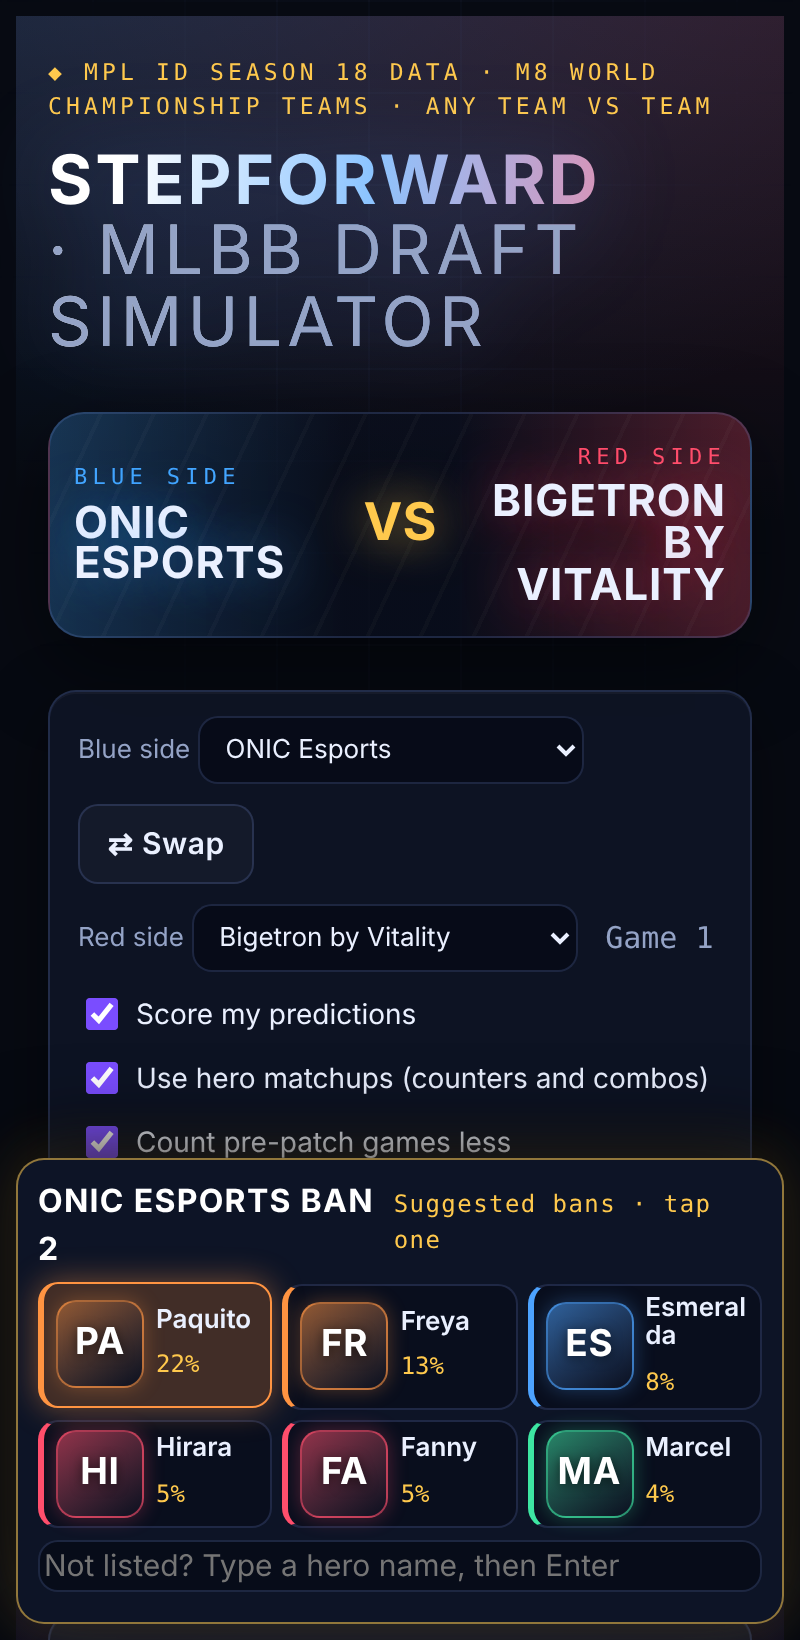 ◆ MPL ID SEASON 18 DATA · M8 WORLD
CHAMPIONSHIP TEAMS · ANY TEAM VS TEAM
STEPFORWARD
· MLBB DRAFT
SIMULATOR
BLUE SIDE
ONIC
ESPORTS
VS
RED SIDE
BIGETRON
BY
VITALITY
Blue side ONIC Esports
⇄ Swap
Red side Bigetron by Vitality Game 1
Score my predictions
Use hero matchups (counters and combos)
Count pre-patch games less
ONIC ESPORTS BAN
2
Suggested bans · tap
one
PA Paquito
22%
FR Freya
13%
ES Esmeral
da
8%
HI Hirara
5%
FA Fanny
5%
MA Marcel
4%
Not listed? Type a hero name, then Enter